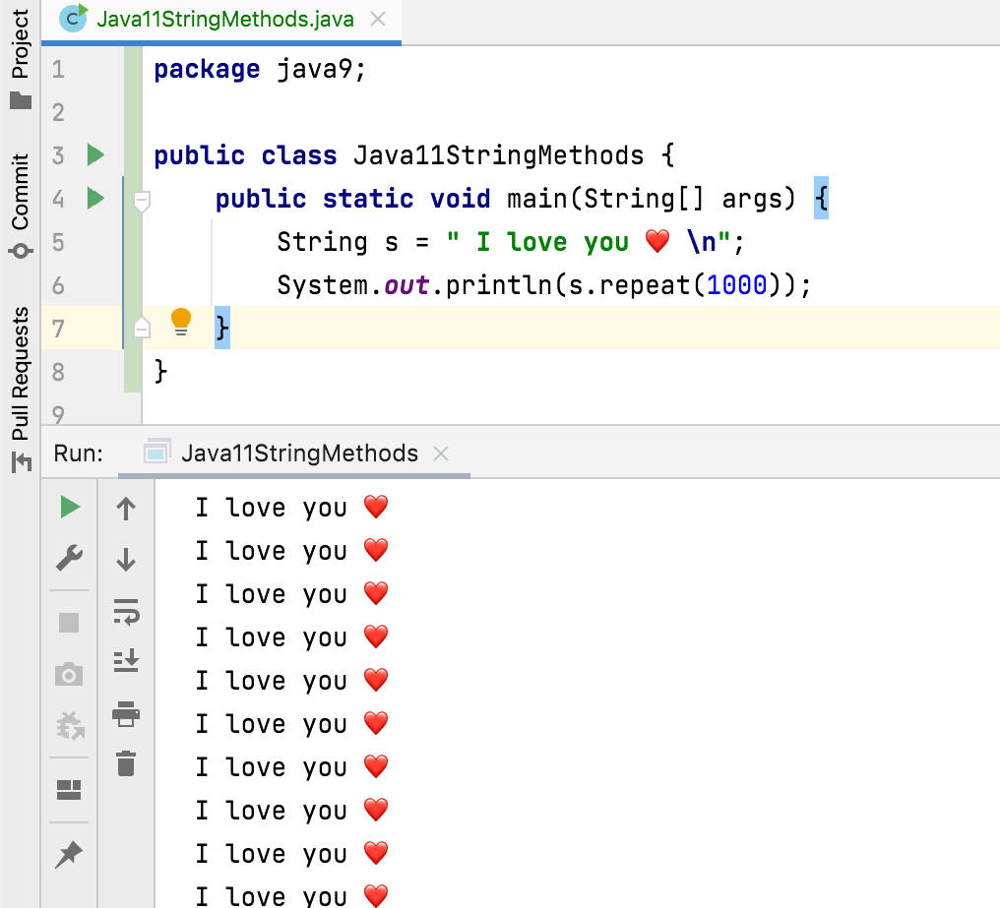 Java11StringMethods.java
Project
Commit
Pull Requests
1 package java9;
2
3 public class Java11StringMethods {
4 public static void main(String[] args) {
5 String s = " I love you ❤️ \n";
6 System.out.println(s.repeat(1000));
7 }
8 }
9
Run: Java11StringMethods
I love you ❤️
I love you ❤️
I love you ❤️
I love you ❤️
I love you ❤️
I love you ❤️
I love you ❤️
I love you ❤️
I love you ❤️
I love you ❤️